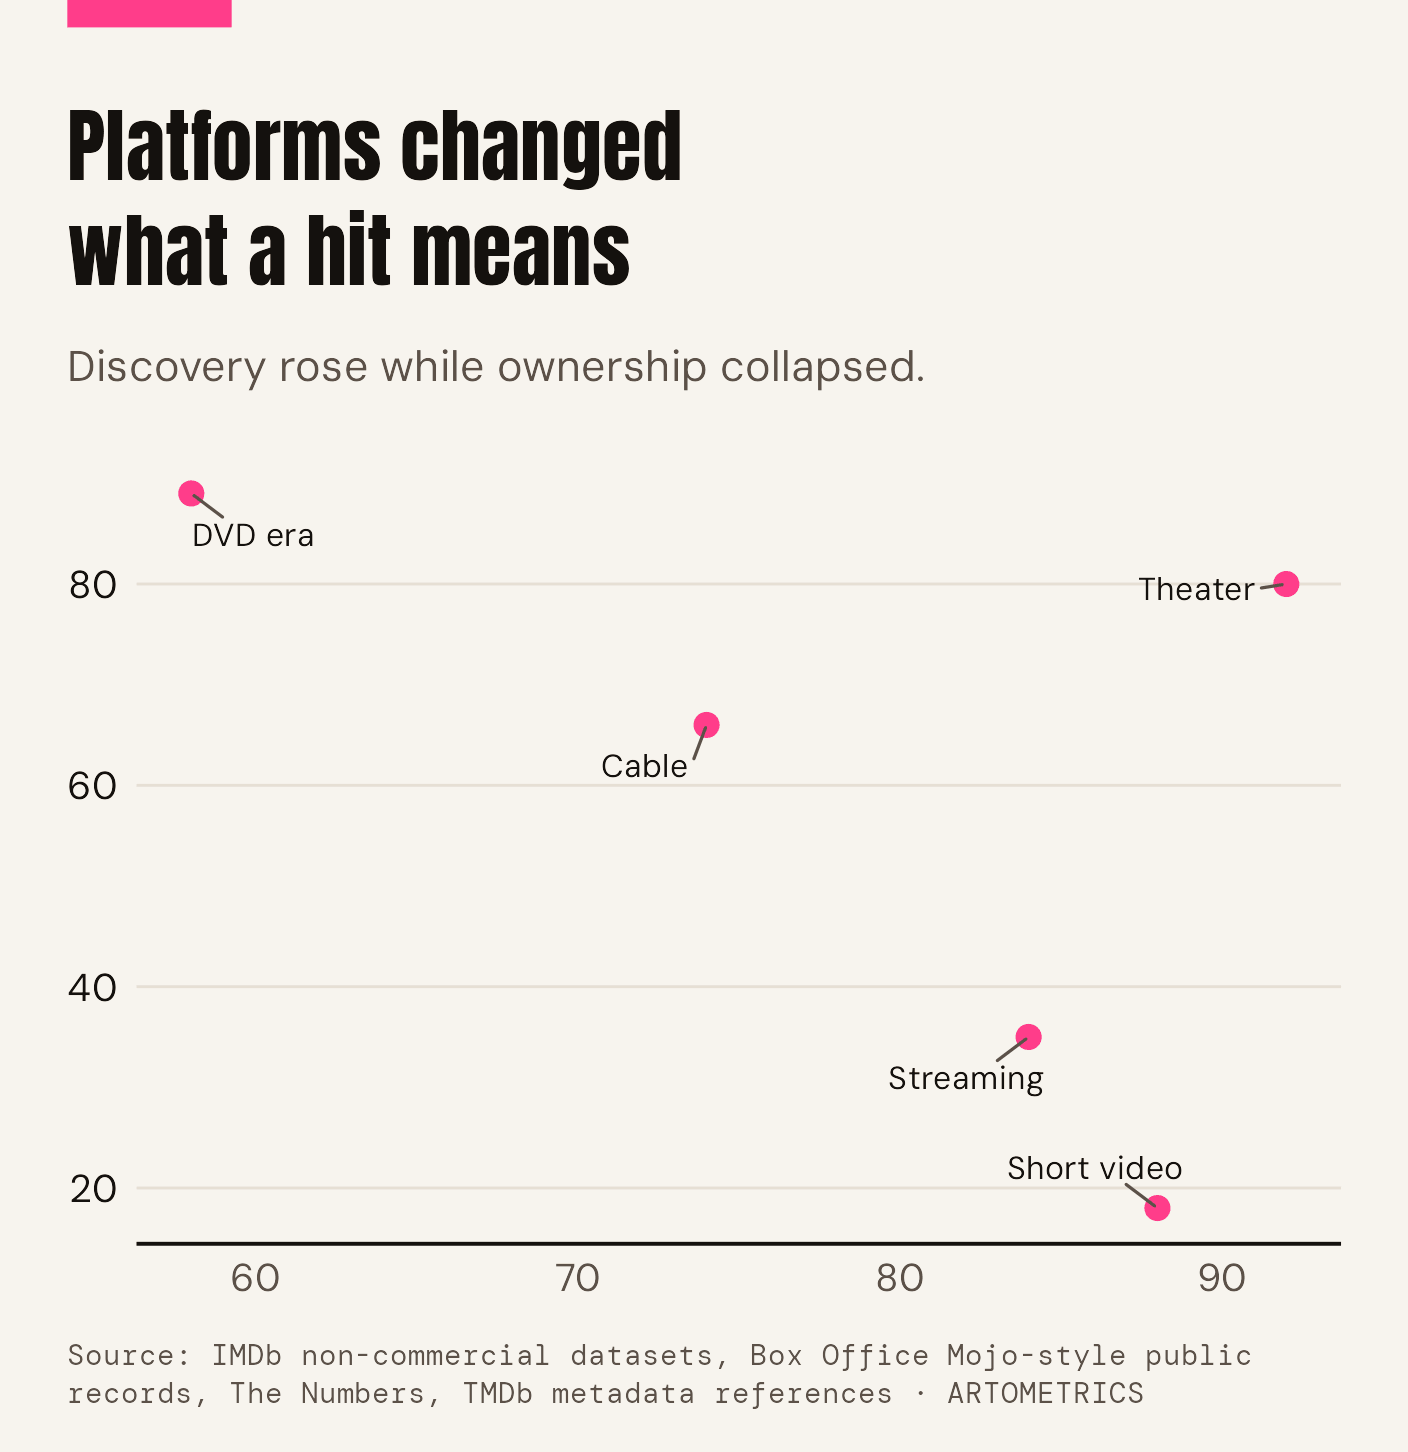 Platforms changed
what a hit means
Discovery rose while ownership collapsed.
DVD era
80
Theater
Cable
60
40
Streaming
Short video
20
60 70 80 90
Source: IMDb non-commercial datasets, Box Office Mojo-style public
records, The Numbers, TMDb metadata references · ARTOMETRICS